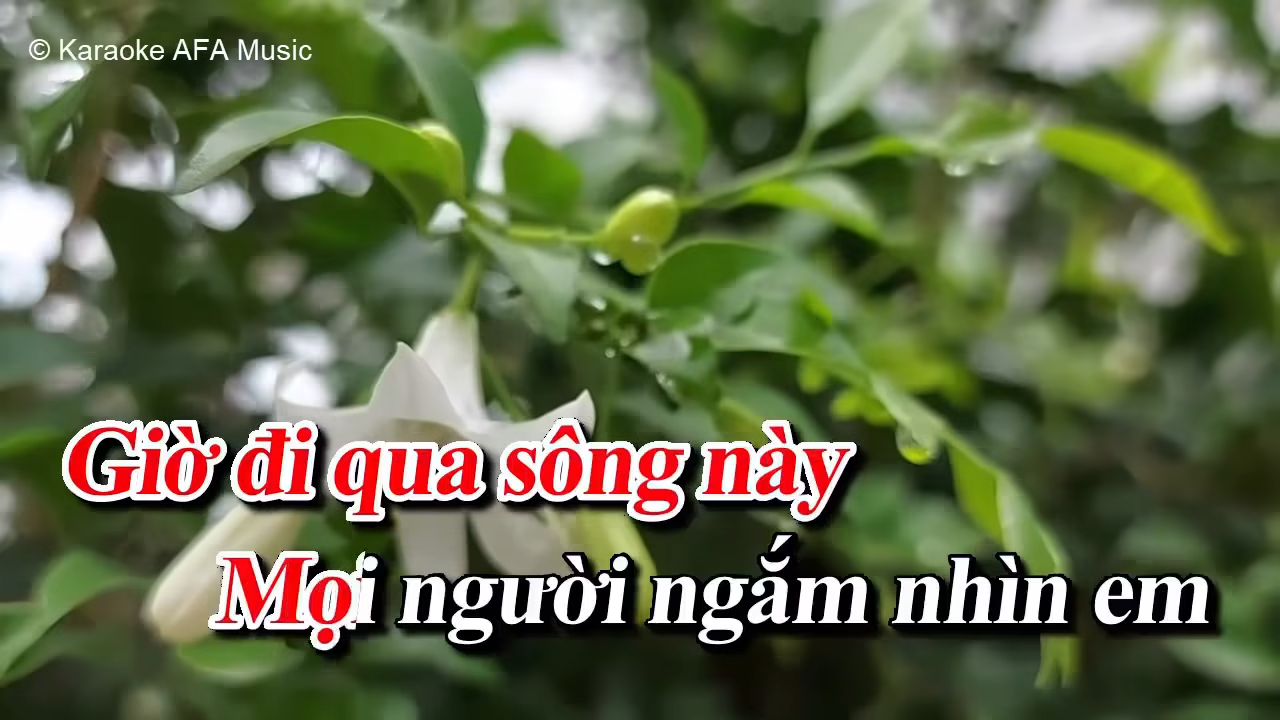 © Karaoke AFA Music
Giờ đi qua sông này
Mọi người ngắm nhìn em